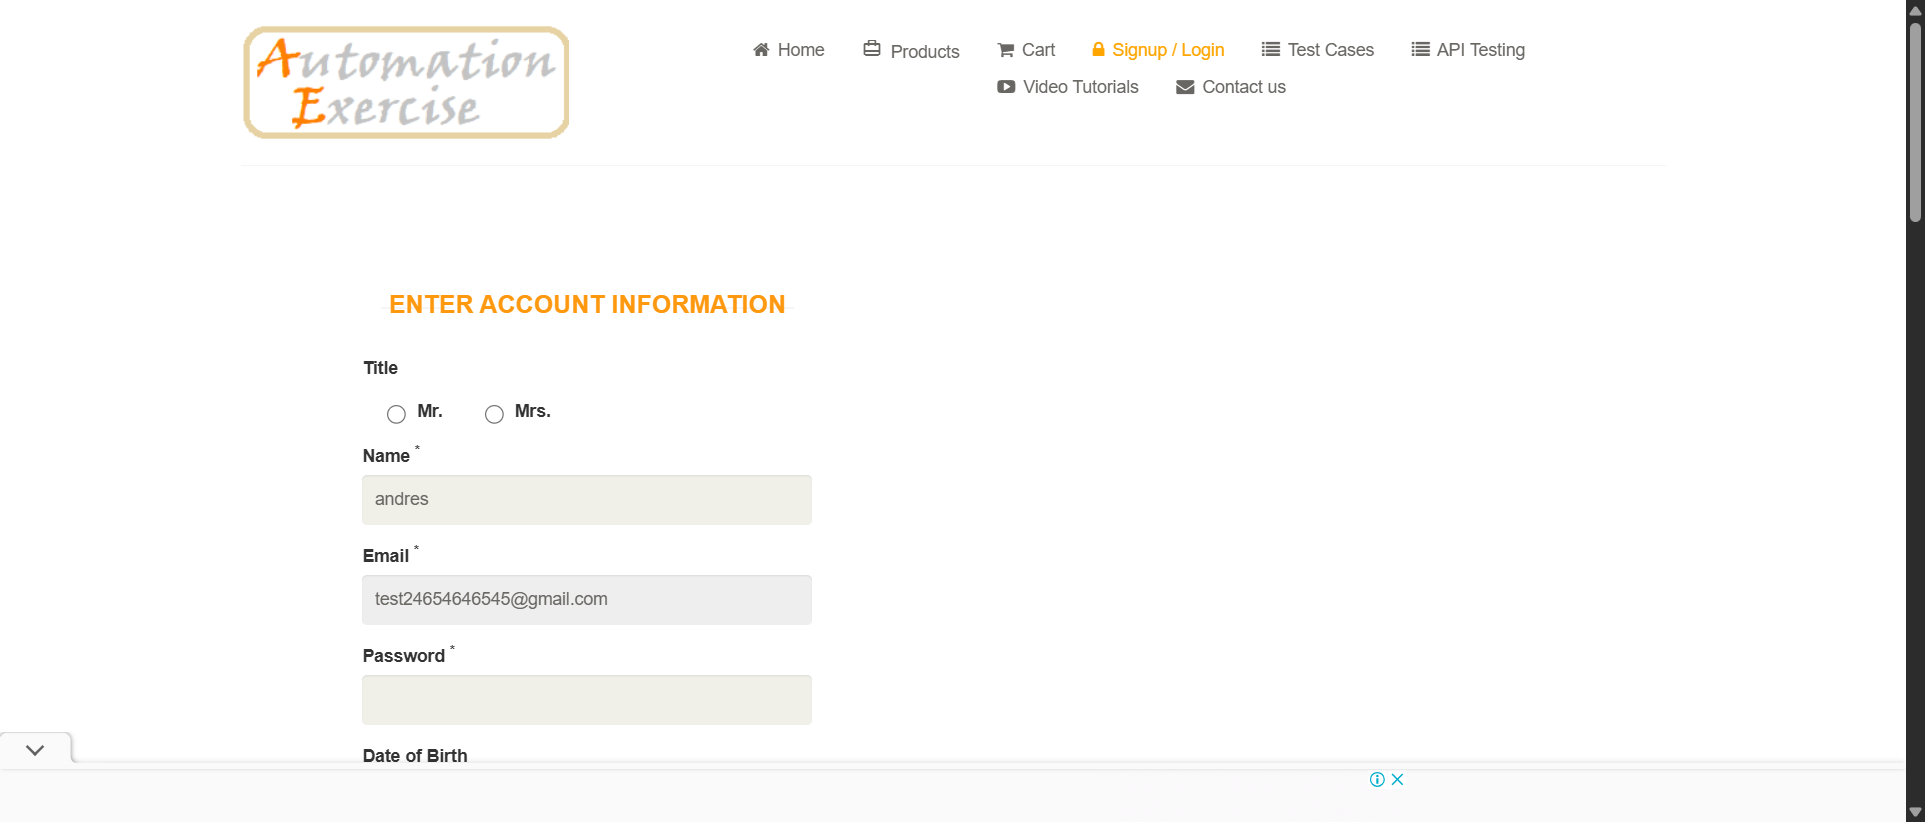 Automation
Exercise
Home Products Cart Signup / Login Test Cases API Testing
Video Tutorials Contact us
ENTER ACCOUNT INFORMATION
Title
Mr. Mrs.
Name *
andres
Email *
test24654646545@gmail.com
Password *
Date of Birth